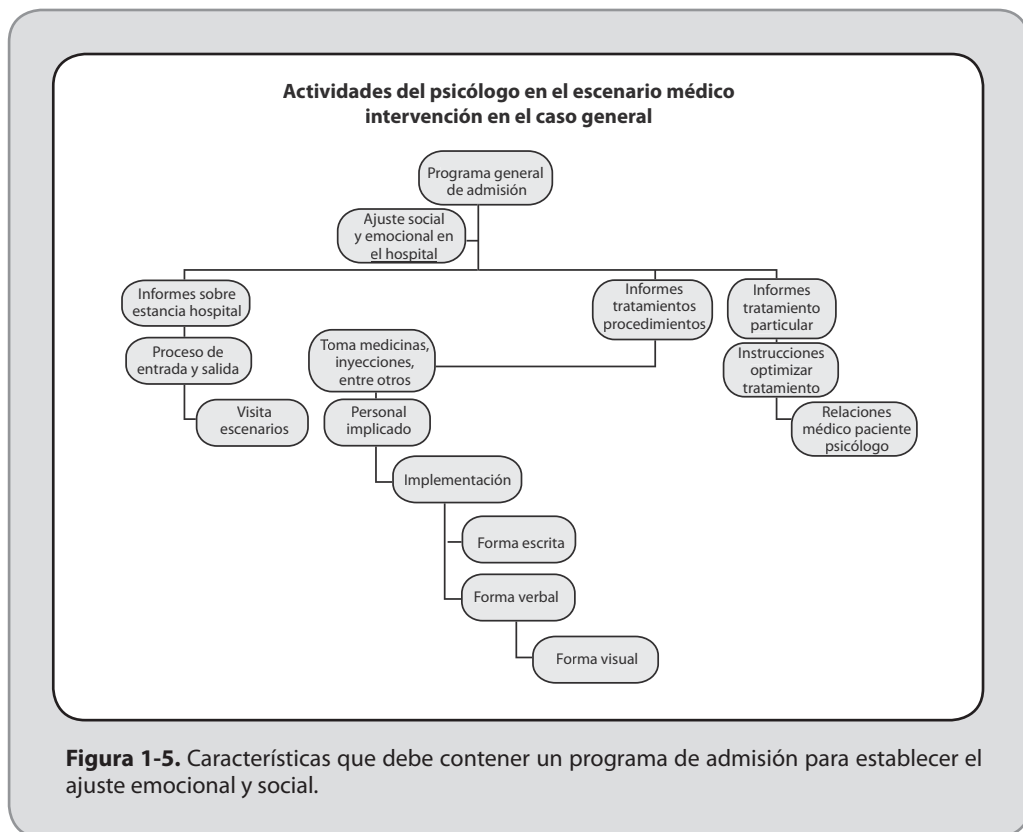 Actividades del psicólogo en el escenario médico
intervención en el caso general
Programa general
de admisión
Ajuste social
y emocional en
el hospital
Informes sobre
estancia hospital
Proceso de
entrada y salida
Visita
escenarios
Informes
tratamientos
procedimientos
Toma medicinas,
inyecciones,
entre otros
Personal
implicado
Implementación
Forma escrita
Forma verbal
Forma visual
Informes
tratamiento
particular
Instrucciones
optimizar
tratamiento
Relaciones
médico paciente
psicólogo
Figura 1-5. Características que debe contener un programa de admisión para establecer el
ajuste emocional y social.